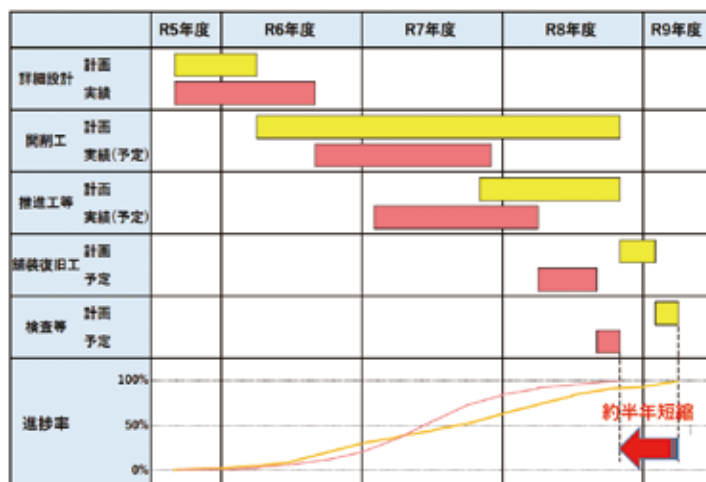 R5年度 R6年度 R7年度 R8年度 R9年度
詳細設計 計画
実績
開削工 計画
実績(予定)
推進工等 計画
実績(予定)
舗装復旧工 計画
予定
検査等 計画
予定
進捗率 100%
50%
0%
約半年短縮